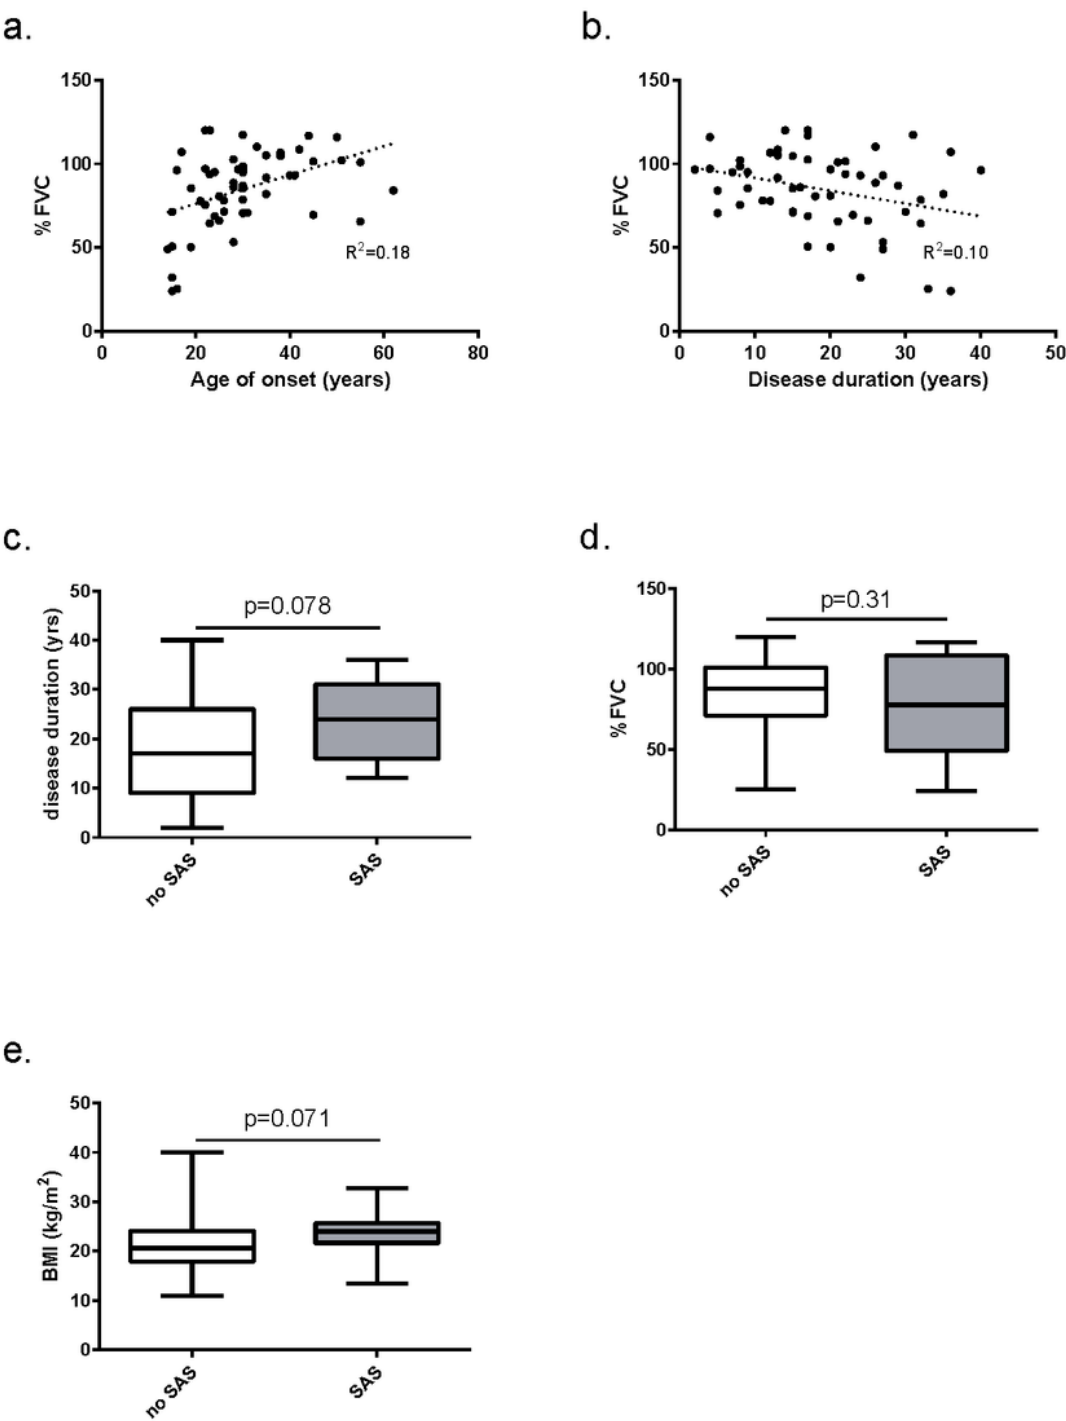 a.
150
100
50
0
% FVC
R²=0.18
0 20 40 60 80
Age of onset (years)
b.
150
100
50
0
% FVC
R²=0.10
0 10 20 30 40 50
Disease duration (years)
c.
50
40
30
20
10
0
disease duration (yrs)
p=0.078
no SAS SAS
d.
150
100
50
0
% FVC
p=0.31
no SAS SAS
e.
50
40
30
20
10
0
BMI (kg/m²)
p=0.071
no SAS SAS